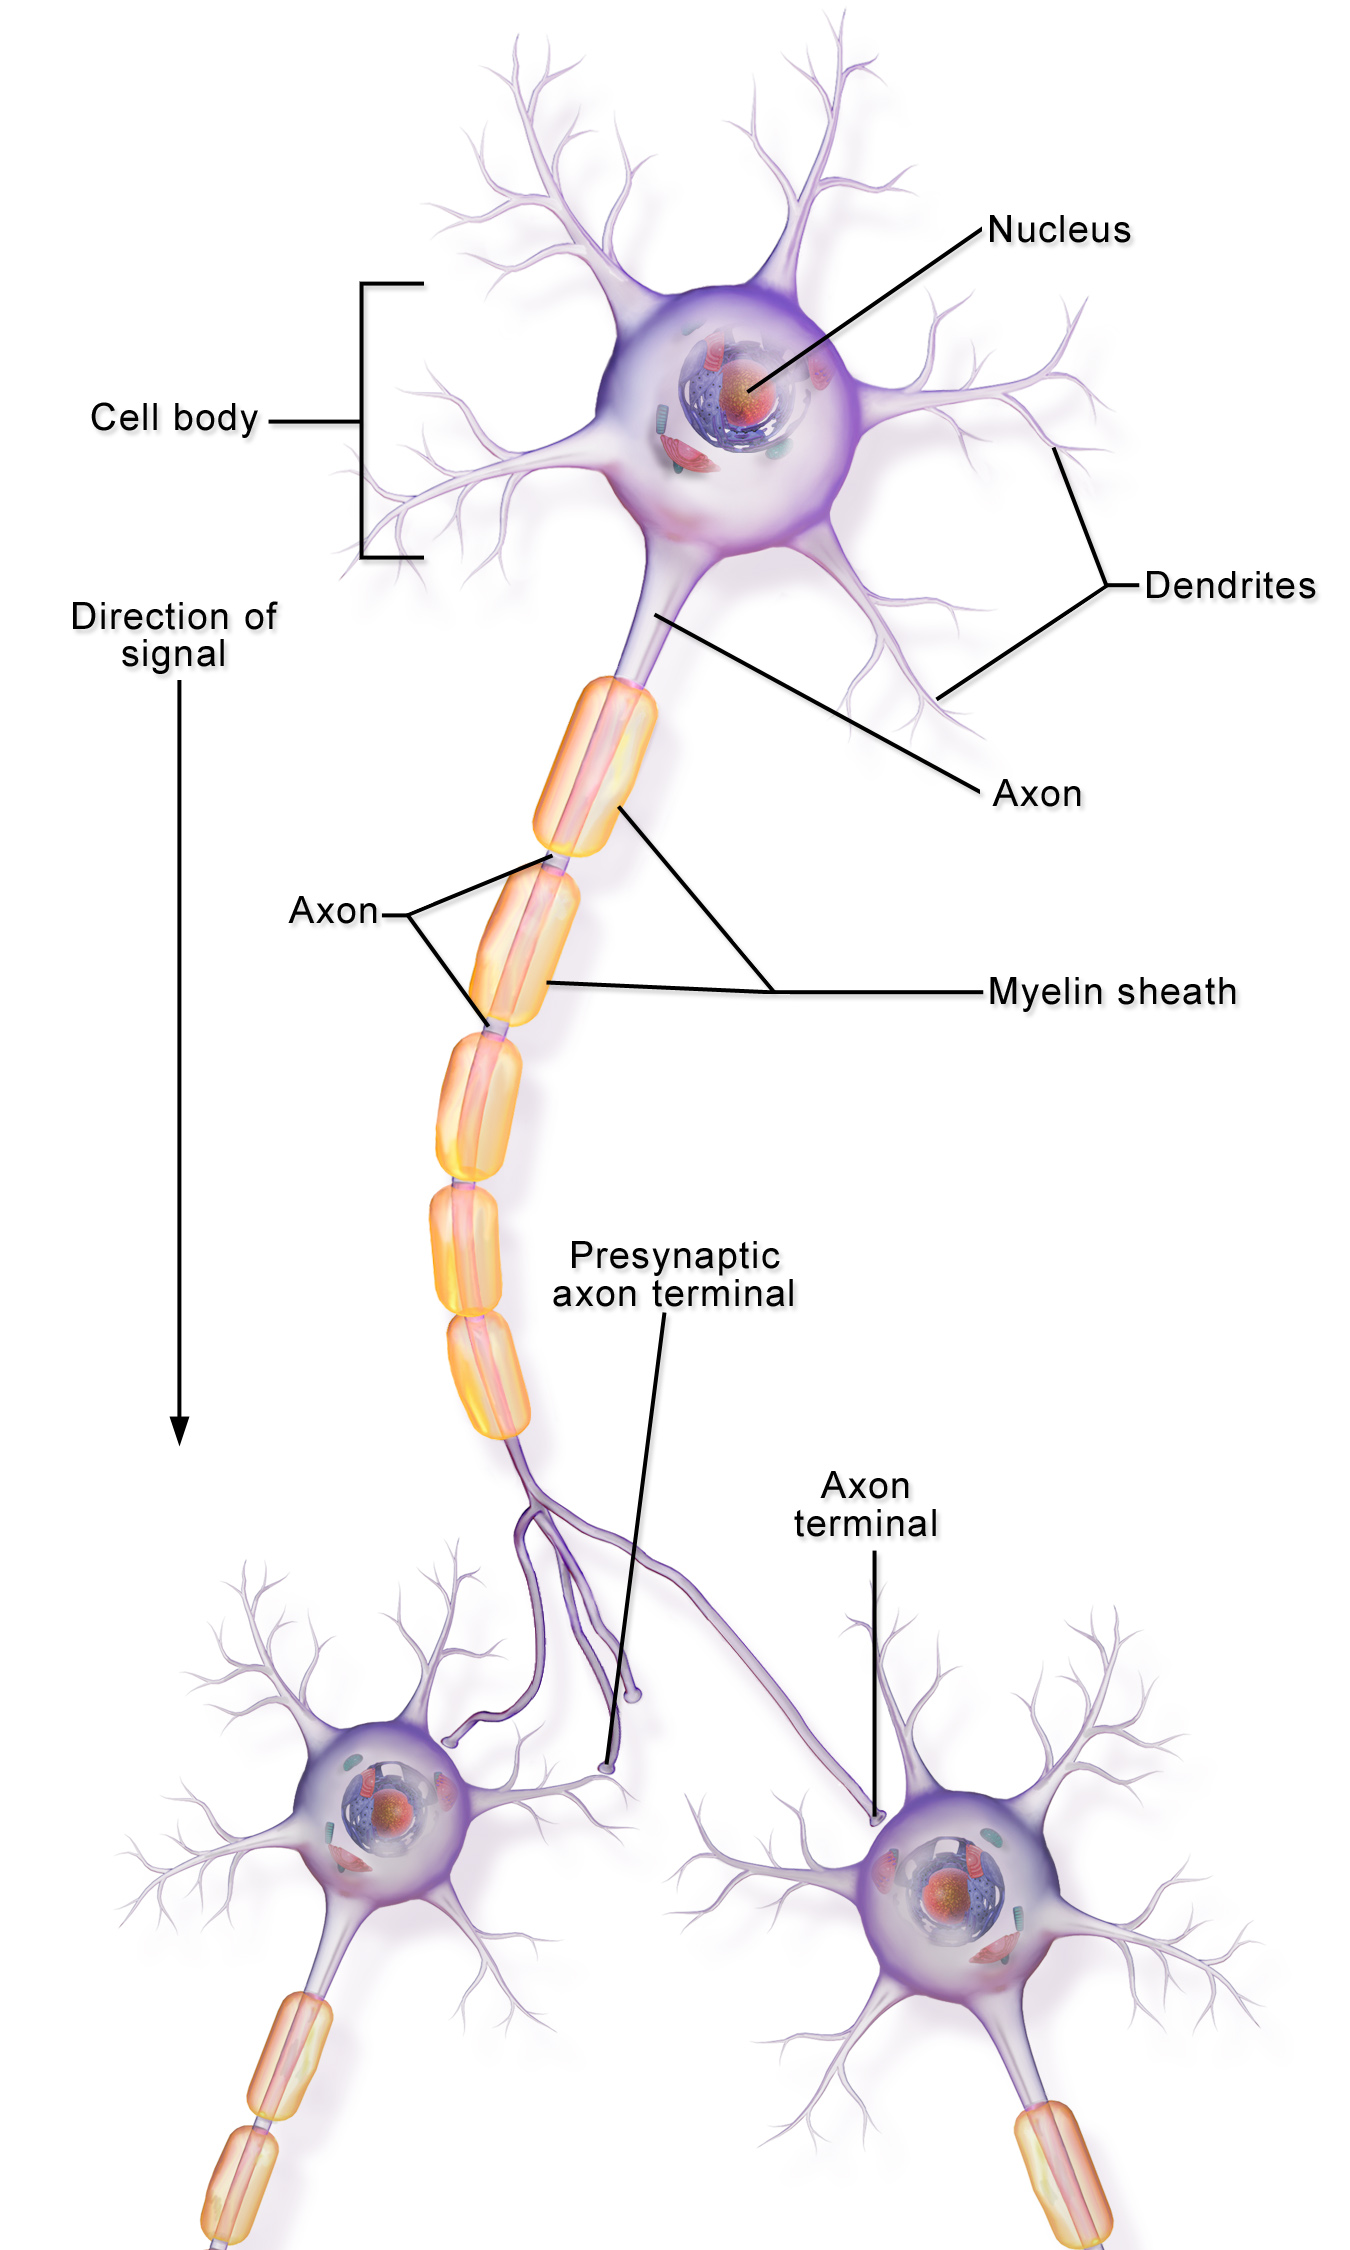 Nucleus
Cell body
Dendrites
Direction of
signal
Axon
Axon
Myelin sheath
Presynaptic
axon terminal
Axon
terminal